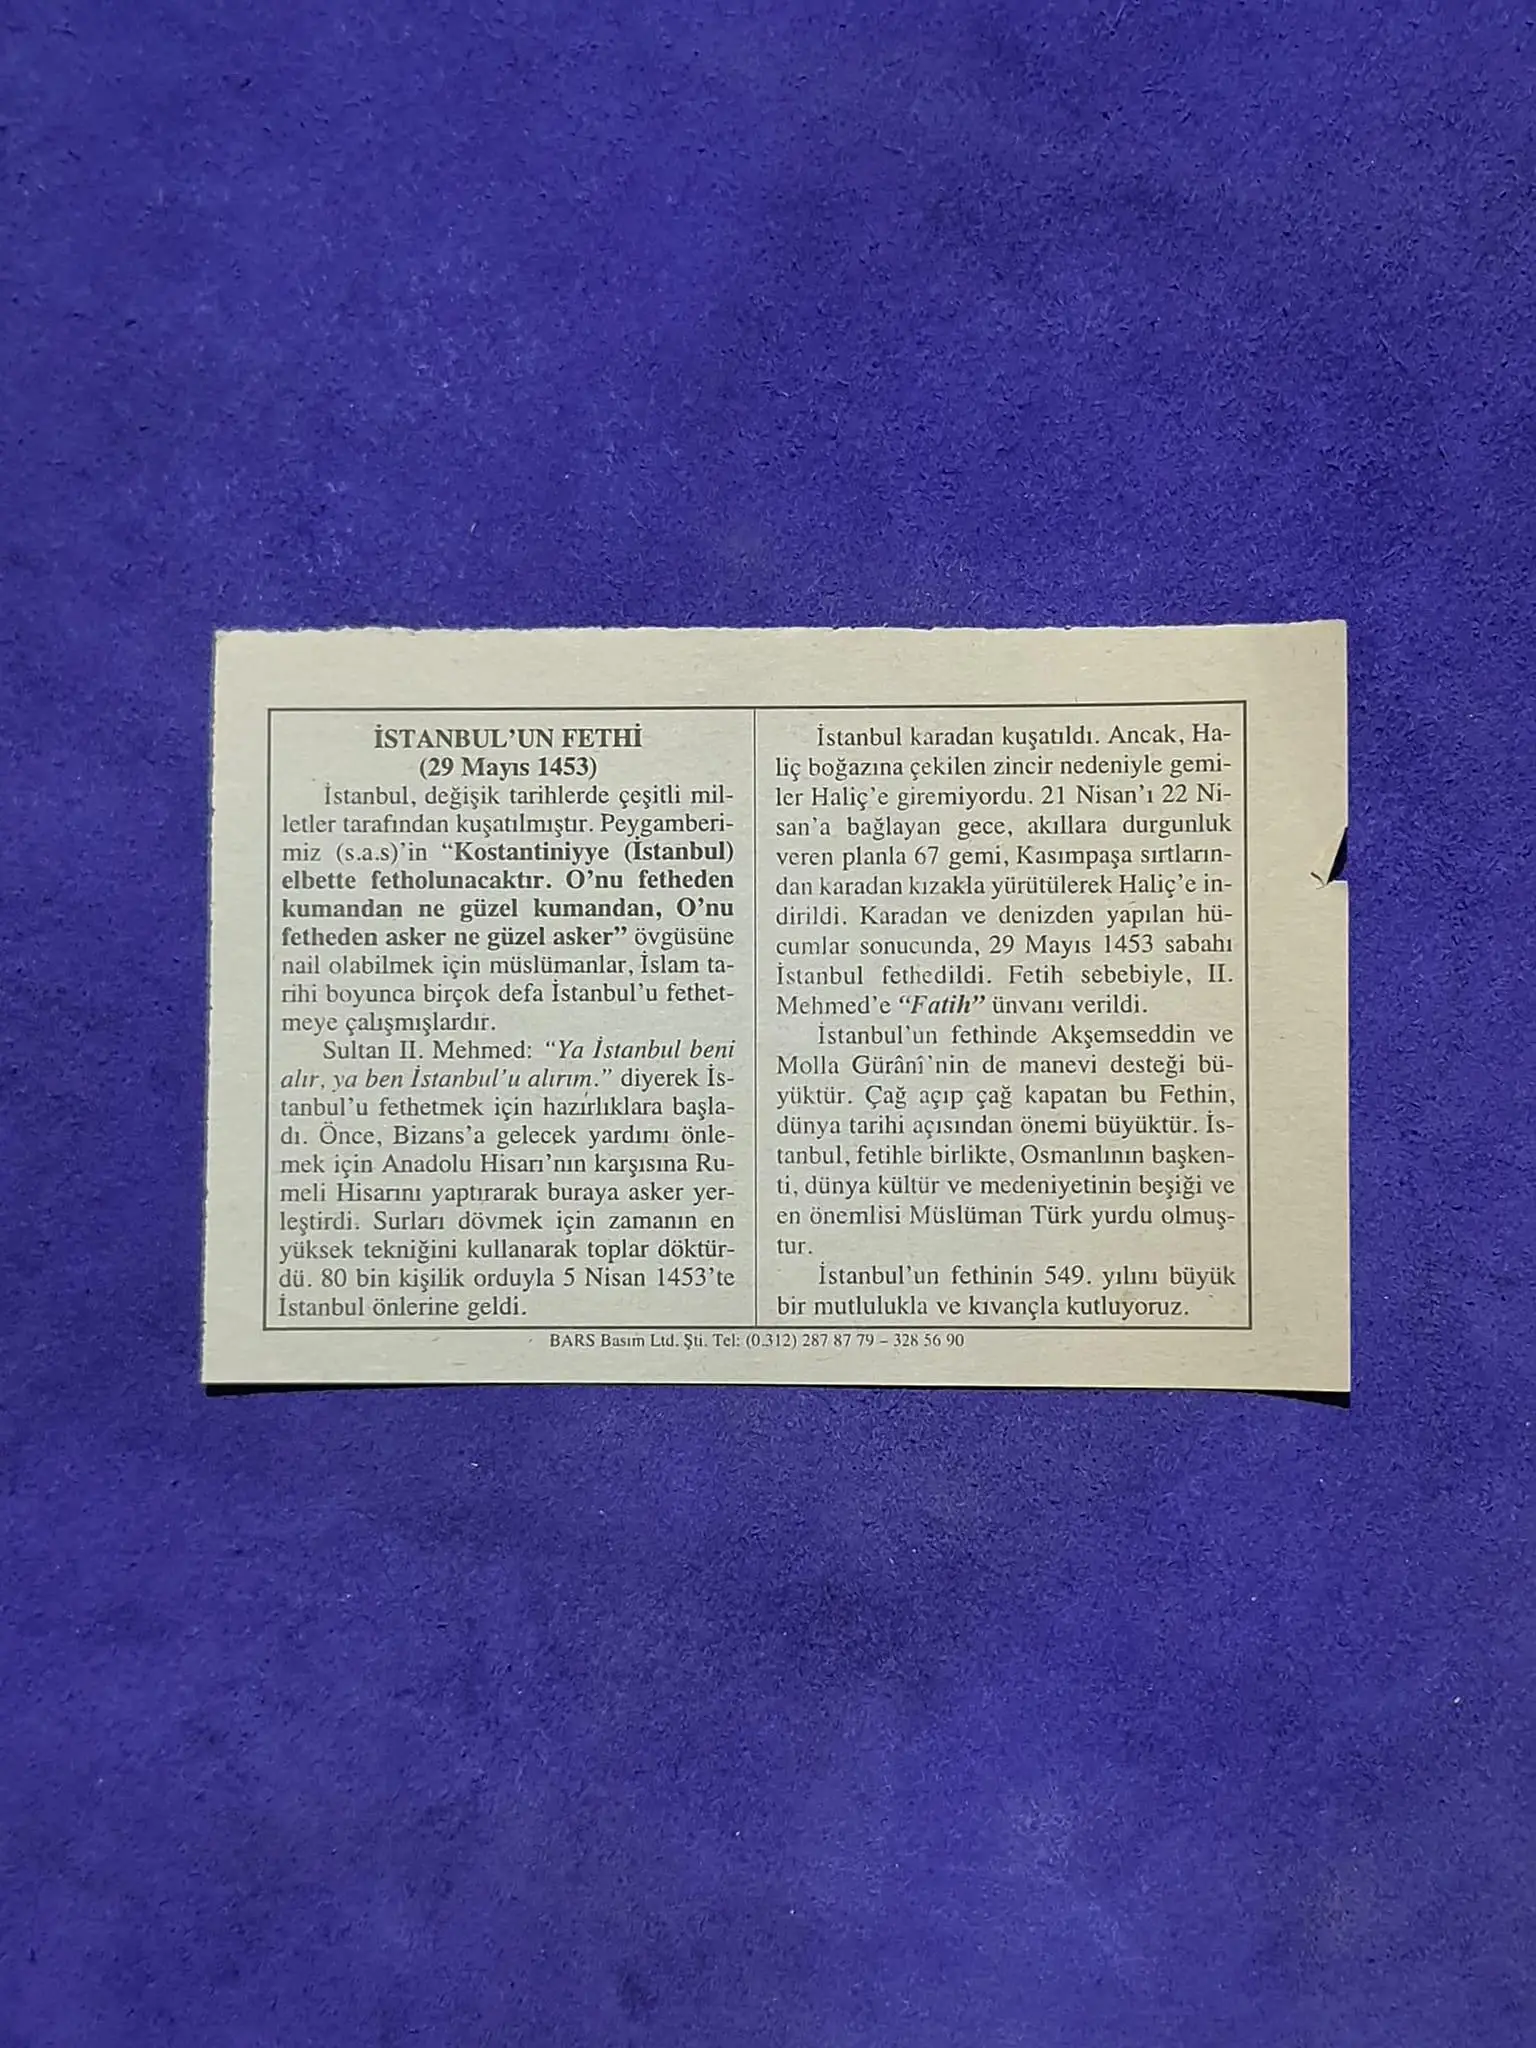 İSTANBUL'UN FETHİ
(29 Mayıs 1453)
İstanbul, değişik tarihlerde çeşitli mil-
letler tarafından kuşatılmıştır. Peygamberi-
miz (s.a.s)'in “Kostantiniyye (İstanbul)
elbette fetholunacaktır. O'nu fetheden
kumandan ne güzel kumandan, O'nu
fetheden asker ne güzel asker” övgüsüne
nail olabilmek için müslümanlar, İslam ta-
rihi boyunca birçok defa İstanbul'u fethet-
meye çalışmışlardır.
Sultan II. Mehmed: “Ya İstanbul beni
alır, ya ben İstanbul'u alırım.” diyerek İs-
tanbul'u fethetmek için hazırlıklara başla-
dı. Önce, Bizans'a gelecek yardımı önle-
mek için Anadolu Hisarı'nın karşısına Ru-
meli Hisarını yaptırarak buraya asker yer-
leştirdi. Surları dövmek için zamanın en
yüksek tekniğini kullanarak toplar döktür-
dü. 80 bin kişilik orduyla 5 Nisan 1453'te
İstanbul önlerine geldi.
İstanbul karadan kuşatıldı. Ancak, Ha-
liç boğazına çekilen zincir nedeniyle gemi-
ler Haliç'e giremiyordu. 21 Nisan'ı 22 Ni-
san'a bağlayan gece, akıllara durgunluk
veren planla 67 gemi, Kasımpaşa sırtların-
dan karadan kızakla yürütülerek Haliç'e in-
dirildi. Karadan ve denizden yapılan hü-
cumlar sonucunda, 29 Mayıs 1453 sabahı
İstanbul fethedildi. Fetih sebebiyle, II.
Mehmed'e “Fatih” ünvanı verildi.
İstanbul'un fethinde Akşemseddin ve
Molla Gürânî'nin de manevi desteği bü-
yüktür. Çağ açıp çağ kapatan bu Fethin,
dünya tarihi açısından önemi büyüktür. İs-
tanbul, fetihle birlikte, Osmanlının başken-
ti, dünya kültür ve medeniyetinin beşiği ve
en önemlisi Müslüman Türk yurdu olmuş-
tur.
İstanbul'un fethinin 549. yılını büyük
bir mutlulukla ve kıvançla kutluyoruz.
BARS Basım Ltd. Şti. Tel: (0.312) 287 87 79 – 328 56 90